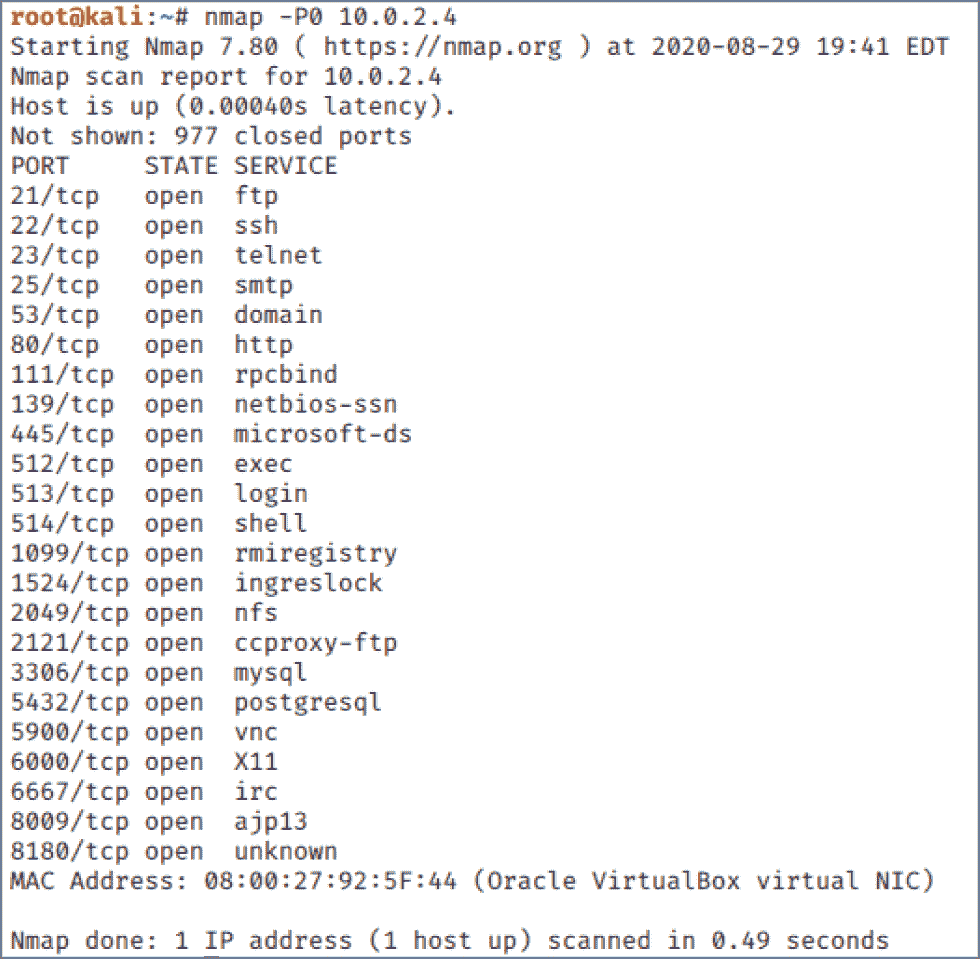 root@kali:~# nmap -P0 10.0.2.4
Starting Nmap 7.80 ( https://nmap.org ) at 2020-08-29 19:41 EDT
Nmap scan report for 10.0.2.4
Host is up (0.00040s latency).
Not shown: 977 closed ports
PORT     STATE SERVICE
21/tcp   open  ftp
22/tcp   open  ssh
23/tcp   open  telnet
25/tcp   open  smtp
53/tcp   open  domain
80/tcp   open  http
111/tcp  open  rpcbind
139/tcp  open  netbios-ssn
445/tcp  open  microsoft-ds
512/tcp  open  exec
513/tcp  open  login
514/tcp  open  shell
1099/tcp open  rmiregistry
1524/tcp open  ingreslock
2049/tcp open  nfs
2121/tcp open  ccproxy-ftp
3306/tcp open  mysql
5432/tcp open  postgresql
5900/tcp open  vnc
6000/tcp open  X11
6667/tcp open  irc
8009/tcp open  ajp13
8180/tcp open  unknown
MAC Address: 08:00:27:92:5F:44 (Oracle VirtualBox virtual NIC)
Nmap done: 1 IP address (1 host up) scanned in 0.49 seconds